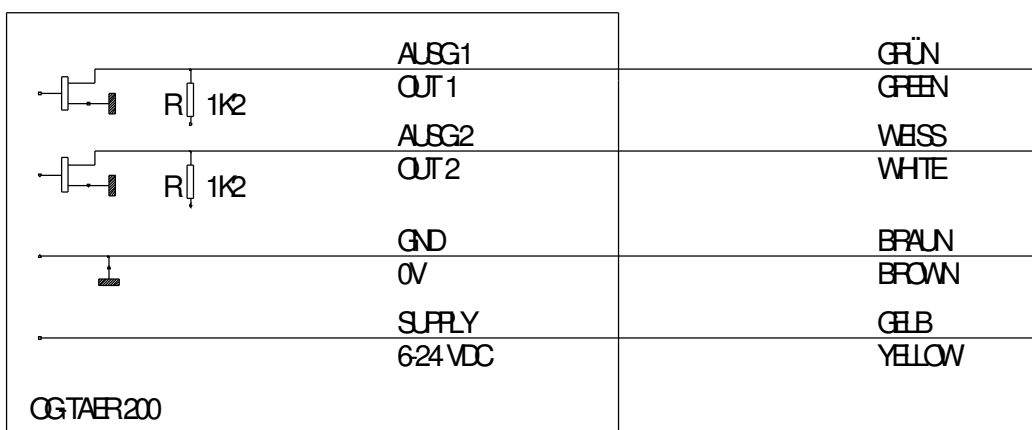 AUSG1 GRÜN
OUT 1 GREEN
R 1K2
AUSG2 WEISS
OUT 2 WHITE
R 1K2
GND BRAUN
0V BROWN
SUPPLY GELB
6-24 VDC YELLOW
OG-TAER 200